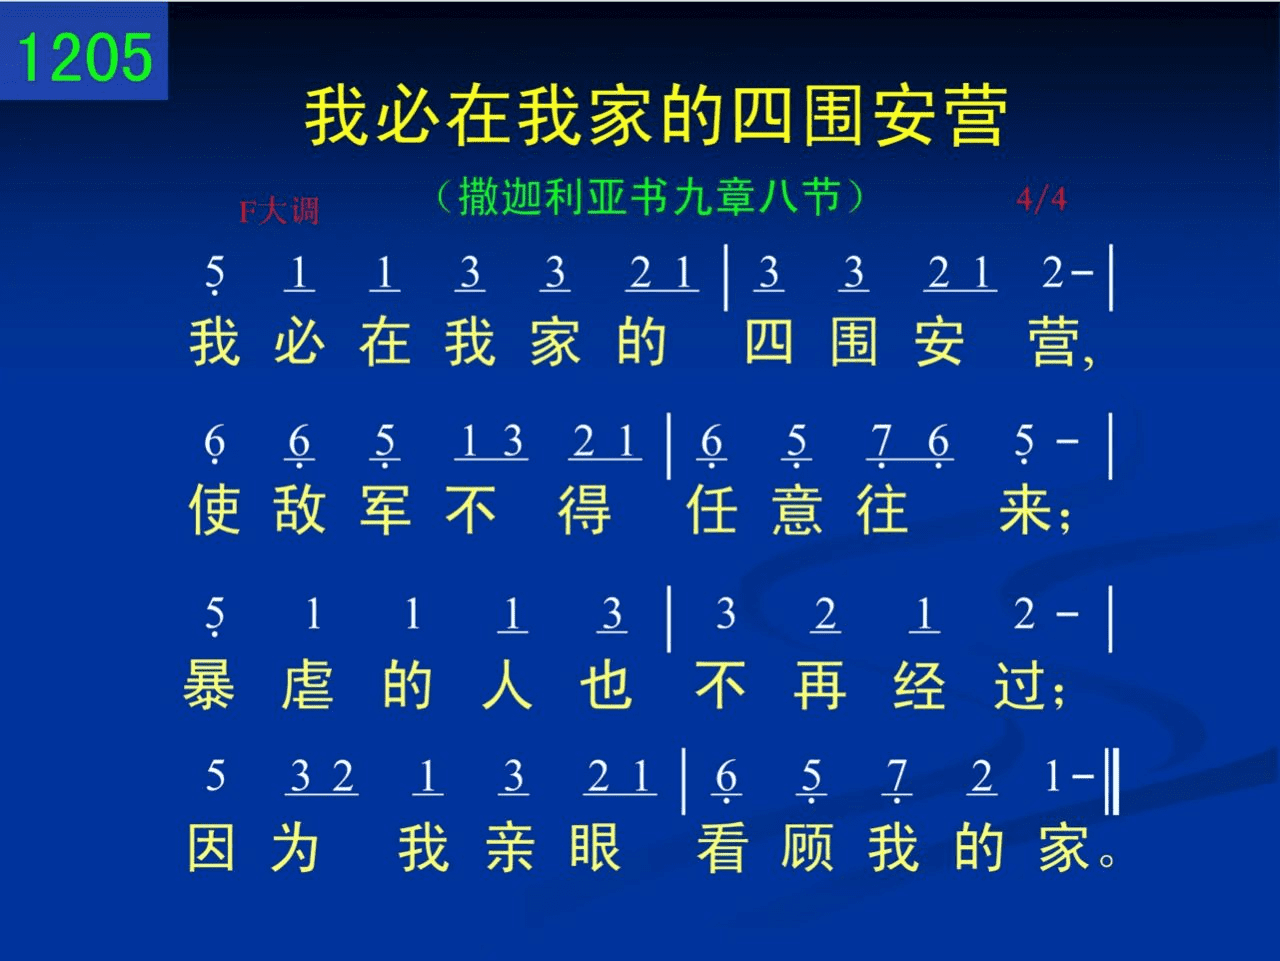 1205
我必在我家的四围安营
（撒迦利亚书九章八节）
F大调 4/4
5 1 1 3 3 2 1 | 3 3 2 1 2 - |
我 必 在 我 家 的 四 围 安 营,
6 6 5 1 3 2 1 | 6 5 7 6 5 - |
使 敌 军 不 得 任 意 往 来；
5 1 1 1 3 | 3 2 1 2 - |
暴 虐 的 人 也 不 再 经 过；
5 3 2 1 3 2 1 | 6 5 7 2 1 - ‖
因 为 我 亲 眼 看 顾 我 的 家。